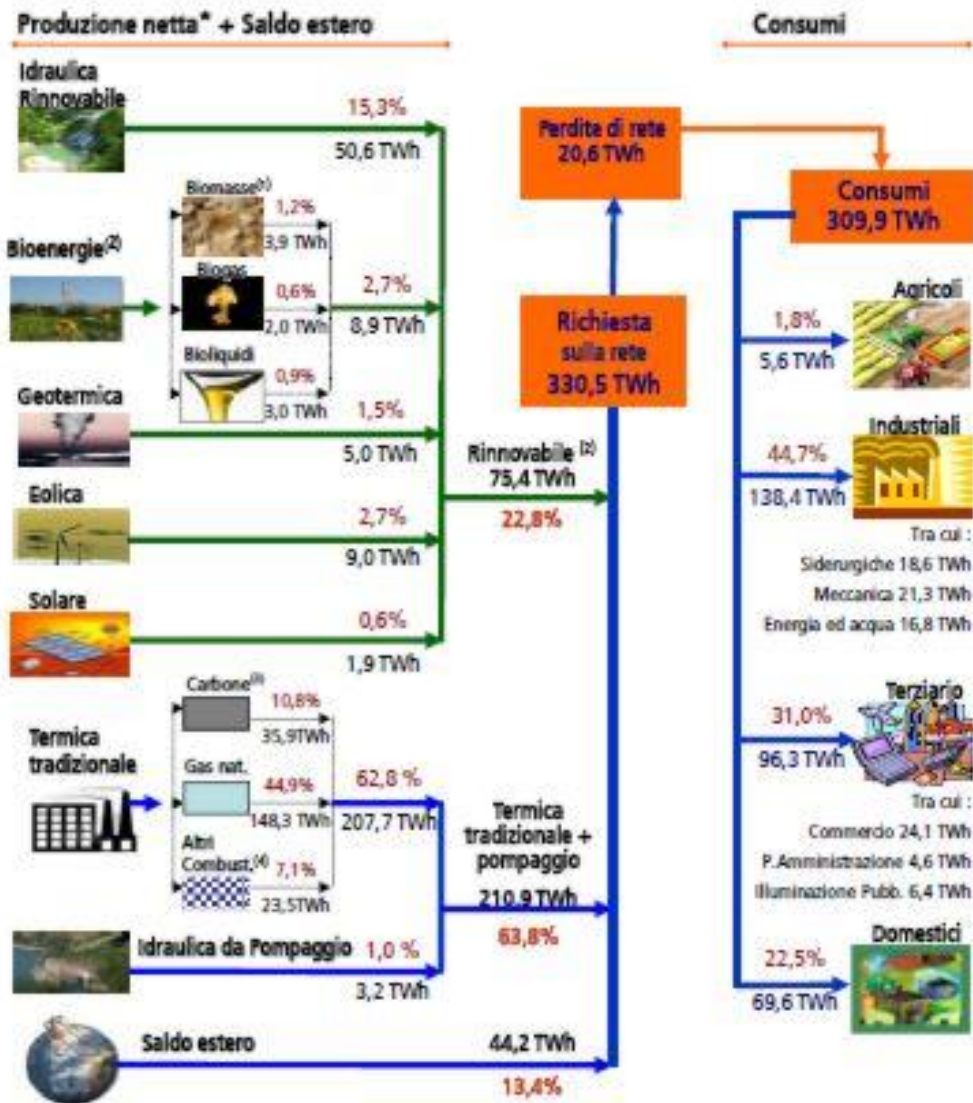 Produzione netta* + Saldo estero
Consumi
Idraulica
Rinnovabile
15,3%
50,6 TWh
Bioenergie(2)
Biomasse(1)
1,2%
3,9 TWh
Biogas
0,6%
2,0 TWh
Bioliquidi
0,9%
3,0 TWh
2,7%
8,9 TWh
Geotermica
1,5%
5,0 TWh
Eolica
2,7%
9,0 TWh
Solare
0,6%
1,9 TWh
Rinnovabile (2)
75,4 TWh
22,8%
Termica
tradizionale
Carbone(3)
10,8%
35,9TWh
Gas nat.
44,9%
148,3 TWh
Altri
Combust.(4)
7,1%
23,5TWh
62,8 %
207,7 TWh
Idraulica da Pompaggio
1,0 %
3,2 TWh
Termica
tradizionale +
pompaggio
210,9 TWh
63,8%
Saldo estero
44,2 TWh
13,4%
Perdite di rete
20,6 TWh
Richiesta
sulla rete
330,5 TWh
Consumi
309,9 TWh
Agricoli
1,8%
5,6 TWh
Industriali
44,7%
138,4 TWh
Tra cui :
Siderurgiche 18,6 TWh
Meccanica 21,3 TWh
Energia ed acqua 16,8 TWh
Terziario
31,0%
96,3 TWh
Tra cui :
Commercio 24,1 TWh
P.Amministrazione 4,6 TWh
Illuminazione Pubb. 6,4 TWh
Domestici
22,5%
69,6 TWh